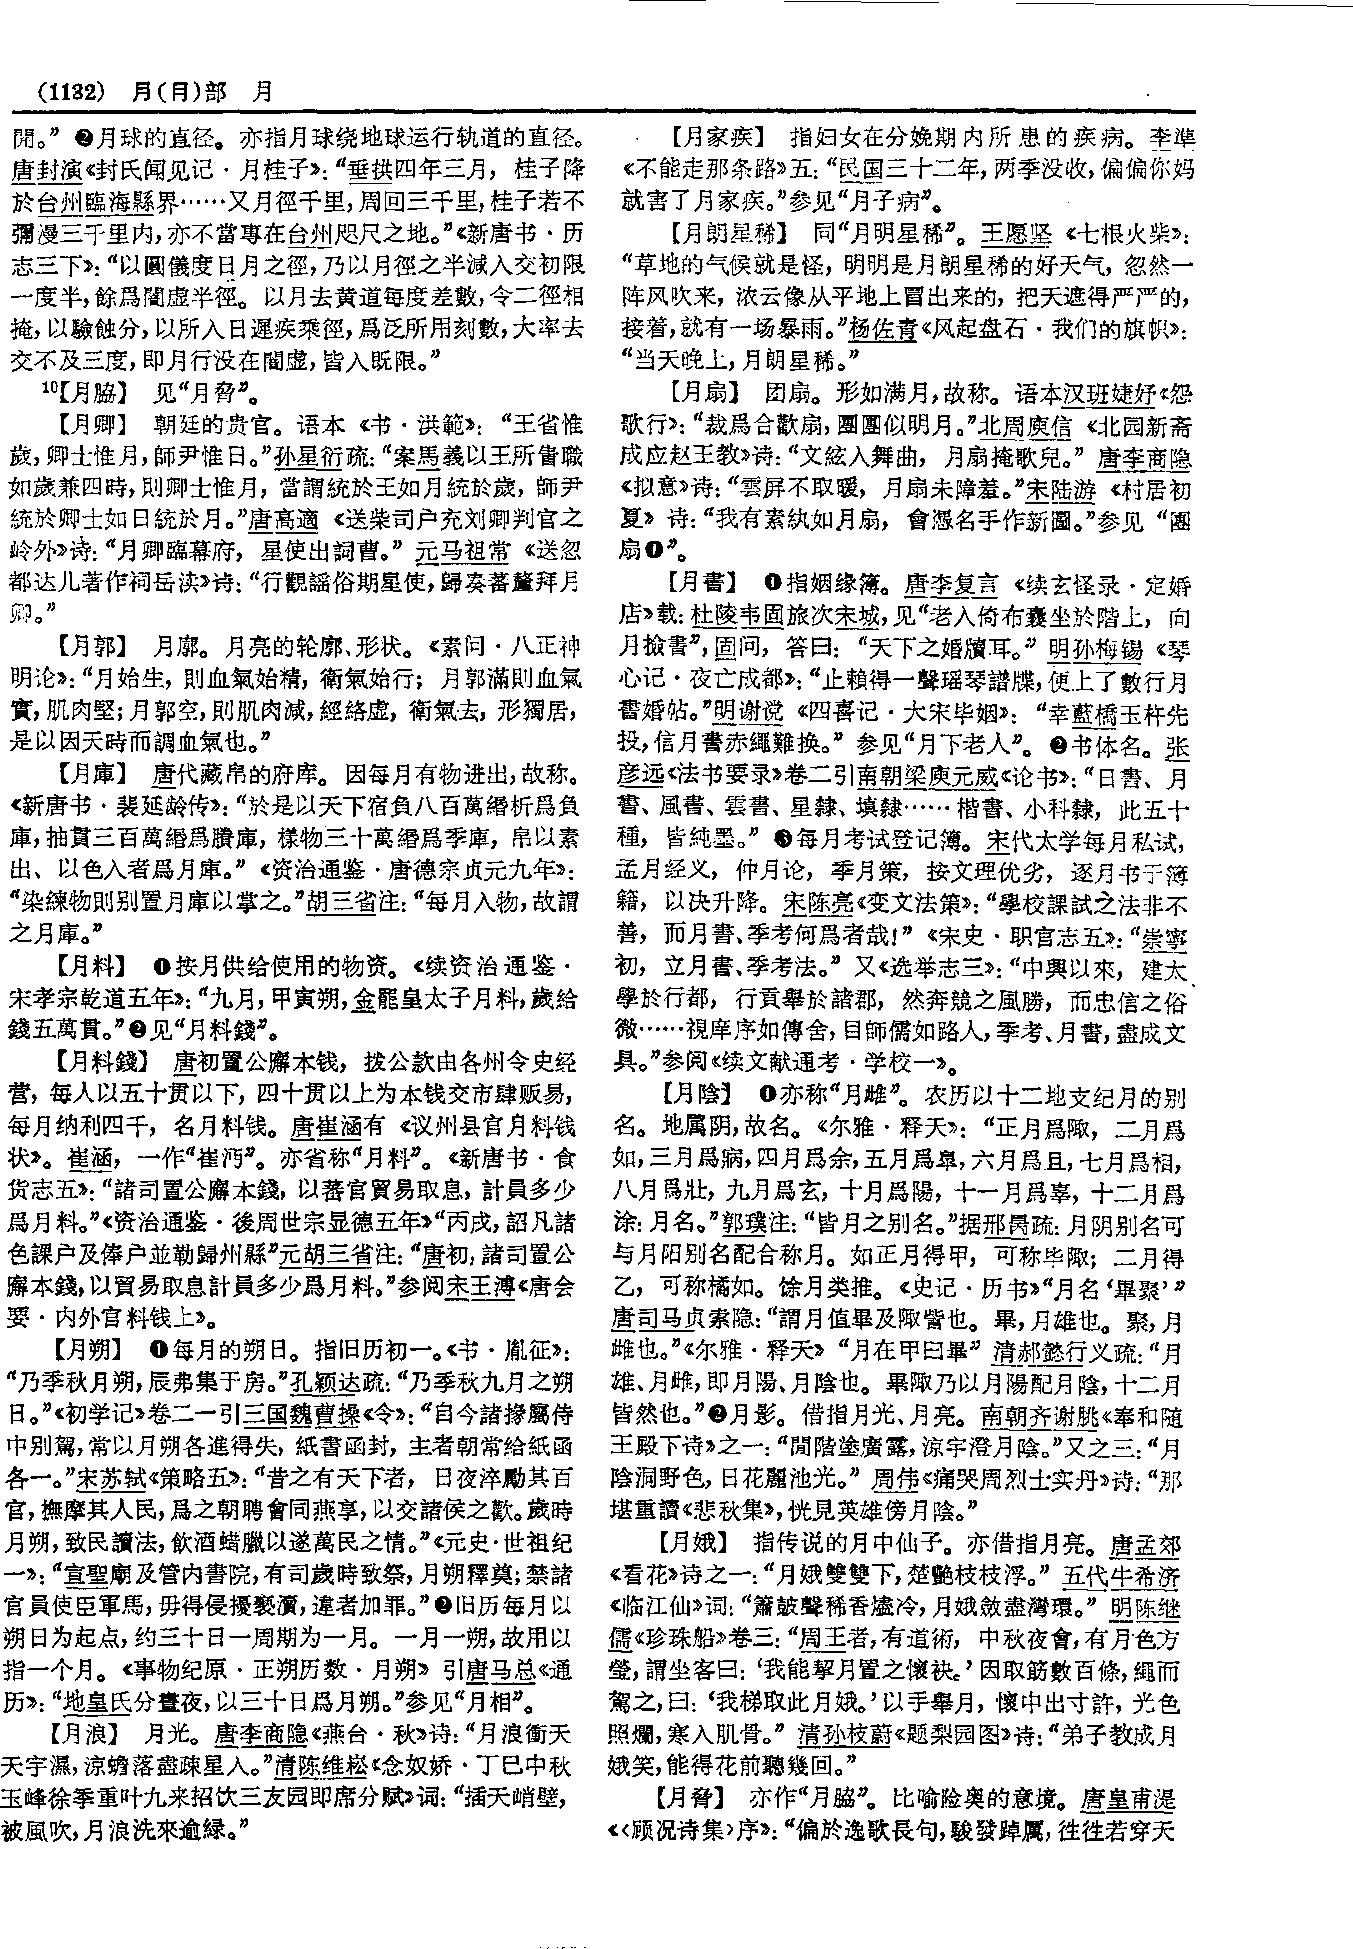 (1132) 月(月)部 月
開。” ❷月球的直径。亦指月球绕地球运行轨道的直径。
唐封演《封氏闻见记·月桂子》：“垂拱四年三月，桂子降
於台州臨海縣界……又月徑千里，周回三千里，桂子若不
彌漫三千里内，亦不當專在台州咫尺之地。”《新唐书·历
志三下》：“以圓儀度日月之徑，乃以月徑之半減入交初限
一度半，餘爲闇虚半徑。以月去黄道每度差數，令二徑相
掩，以驗蝕分，以所入日遲疾乘徑，爲泛所用刻數，大率去
交不及三度，即月行没在闇虚，皆入既限。”
10【月脇】 见“月脅”。
【月卿】 朝廷的贵官。语本《书·洪範》：“王省惟
歲，卿士惟月，師尹惟日。”孙星衍疏：“案馬義以王所眚職
如歲兼四時，則卿士惟月，當謂統於王如月統於歲，師尹
統於卿士如日統於月。”唐高適《送柴司户充刘卿判官之
岭外》诗：“月卿臨幕府，星使出詞曹。”元马祖常《送忽
都达儿著作祠岳渎》诗：“行觀謡俗期星使，歸奏蕃釐拜月
卿。”
【月郭】 月廓。月亮的轮廓、形状。《素问·八正神
明论》：“月始生，則血氣始精，衛氣始行；月郭滿則血氣
實，肌肉堅；月郭空，則肌肉減，經絡虚，衛氣去，形獨居，
是以因天時而調血氣也。”
【月庫】 唐代藏帛的府库。因每月有物进出，故称。
《新唐书·裴延龄传》：“於是以天下宿負八百萬緡析爲負
庫，抽貫三百萬緡爲賸庫，樣物三十萬緡爲季庫，帛以素
出、以色入者爲月庫。”《资治通鉴·唐德宗贞元九年》：
“染練物則别置月庫以掌之。”胡三省注：“每月入物，故謂
之月庫。”
【月料】 ❶按月供给使用的物资。《续资治通鉴·
宋孝宗乾道五年》：“九月，甲寅朔，金罷皇太子月料，歲给
錢五萬貫。”❷见“月料錢”。
【月料錢】 唐初置公廨本钱，拔公款由各州令史经
营，每人以五十贯以下，四十贯以上为本钱交市肆贩易，
每月纳利四千，名月料钱。唐崔涵有《议州县官月料钱
状》。崔涵，一作“崔沔”。亦省称“月料”。《新唐书·食
货志五》：“諸司置公廨本錢，以蕃官貿易取息，計員多少
爲月料。”《资治通鉴·後周世宗显德五年》“丙戌，詔凡諸
色課户及俸户並勒歸州縣”元胡三省注：“唐初，諸司置公
廨本錢，以貿易取息計員多少爲月料。”参阅宋王溥《唐会
要·内外官料钱上》。
【月朔】 ❶每月的朔日。指旧历初一。《书·胤征》：
“乃季秋月朔，辰弗集于房。”孔颖达疏：“乃季秋九月之朔
日。”《初学记》卷二一引三国魏曹操《令》：“自今諸掾屬侍
中别駕，常以月朔各進得失，紙書函封，主者朝常给紙函
各一。”宋苏轼《策略五》：“昔之有天下者，日夜淬勵其百
官，撫摩其人民，爲之朝聘會同燕享，以交諸侯之歡。歲時
月朔，致民讀法，飲酒蜡臘以遂萬民之情。”《元史·世祖纪
一》：“宣聖廟及管内書院，有司歲時致祭，月朔釋奠；禁諸
官員使臣軍馬，毋得侵擾褻瀆，違者加罪。”❷旧历每月以
朔日为起点，约三十日一周期为一月。一月一朔，故用以
指一个月。《事物纪原·正朔历数·月朔》引唐马总《通
历》：“地皇氏分晝夜，以三十日爲月朔。”参见“月相”。
【月浪】 月光。唐李商隐《燕台·秋》诗：“月浪衝天
天宇濕，涼蟾落盡疎星入。”清陈维崧《念奴娇·丁巳中秋
玉峰徐季重叶九来招饮三友园即席分赋》词：“插天峭壁，
被風吹，月浪洗來逾緑。”
【月家疾】 指妇女在分娩期内所患的疾病。李準
《不能走那条路》五：“民国三十二年，两季没收，偏偏你妈
就害了月家疾。”参见“月子病”。
【月朗星稀】 同“月明星稀”。王愿坚《七根火柴》：
“草地的气候就是怪，明明是月朗星稀的好天气，忽然一
阵风吹来，浓云像从平地上冒出来的，把天遮得严严的，
接着，就有一场暴雨。”杨佐青《风起盘石·我们的旗帜》：
“当天晚上，月朗星稀。”
【月扇】 团扇。形如满月，故称。语本汉班婕妤《怨
歌行》：“裁爲合歡扇，團團似明月。”北周庾信《北园新斋
成应赵王教》诗：“文絃入舞曲，月扇掩歌兒。”唐李商隐
《拟意》诗：“雲屏不取暖，月扇未障羞。”宋陆游《村居初
夏》诗：“我有素紈如月扇，會憑名手作新圖。”参见“團
扇❶”。
【月書】 ❶指姻缘簿。唐李复言《续玄怪录·定婚
店》载：杜陵韦固旅次宋城，见“老人倚布囊坐於階上，向
月撿書”，固问，答曰：“天下之婚牘耳。”明孙梅锡《琴
心记·夜亡成都》：“止賴得一聲瑶琴譜牒，便上了數行月
書婚帖。”明谢谠《四喜记·大宋毕姻》：“幸藍橋玉杵先
投，信月書赤繩難换。”参见“月下老人”。❷书体名。张
彦远《法书要录》卷二引南朝梁庾元威《论书》：“日書、月
書、風書、雲書、星隸、填隸……楷書、小科隸，此五十
種，皆純墨。”❸每月考试登记簿。宋代太学每月私试，
孟月经义，仲月论，季月策，按文理优劣，逐月书于簿
籍，以决升降。宋陈亮《变文法策》：“學校課試之法非不
善，而月書、季考何爲者哉！”《宋史·职官志五》：“崇寧
初，立月書、季考法。”又《选举志三》：“中興以來，建太
學於行都，行貢舉於諸郡，然奔競之風勝，而忠信之俗
微……視庠序如傳舍，目師儒如路人，季考、月書，盡成文
具。”参阅《续文献通考·学校一》。
【月陰】 ❶亦称“月雌”。农历以十二地支纪月的别
名。地属阴，故名。《尔雅·释天》：“正月爲陬，二月爲
如，三月爲寎，四月爲余，五月爲皐，六月爲且，七月爲相，
八月爲壯，九月爲玄，十月爲陽，十一月爲辜，十二月爲
涂：月名。”郭璞注：“皆月之别名。”据邢昺疏：月阴别名可
与月阳别名配合称月。如正月得甲，可称毕陬；二月得
乙，可称橘如。馀月类推。《史记·历书》“月名‘畢聚’”
唐司马贞索隐：“謂月值畢及陬訾也。畢，月雄也。聚，月
雌也。”《尔雅·释天》“月在甲曰畢”清郝懿行义疏：“月
雄、月雌，即月陽、月陰也。畢陬乃以月陽配月陰，十二月
皆然也。”❷月影。借指月光、月亮。南朝齐谢朓《奉和随
王殿下诗》之一：“閒階塗廣露，涼宇澄月陰。”又之三：“月
陰洞野色，日花麗池光。”周伟《痛哭周烈士实丹》诗：“那
堪重讀《悲秋集》，恍見英雄傍月陰。”
【月娥】 指传说的月中仙子。亦借指月亮。唐孟郊
《看花》诗之一：“月娥雙雙下，楚艷枝枝浮。”五代牛希济
《临江仙》词：“簫鼓聲稀香燼冷，月娥斂盡灣環。”明陈继
儒《珍珠船》卷三：“周王者，有道術，中秋夜會，有月色方
瑩，謂坐客曰：‘我能挈月置之懷袂。’因取筯數百條，繩而
駕之，曰：‘我梯取此月娥。’以手舉月，懷中出寸許，光色
照爛，寒入肌骨。”清孙枝蔚《题梨园图》诗：“弟子教成月
娥笑，能得花前聽幾回。”
【月脅】 亦作“月脇”。比喻险奥的意境。唐皇甫湜
《〈顾况诗集〉序》：“偏於逸歌長句，駿發踔厲，往往若穿天